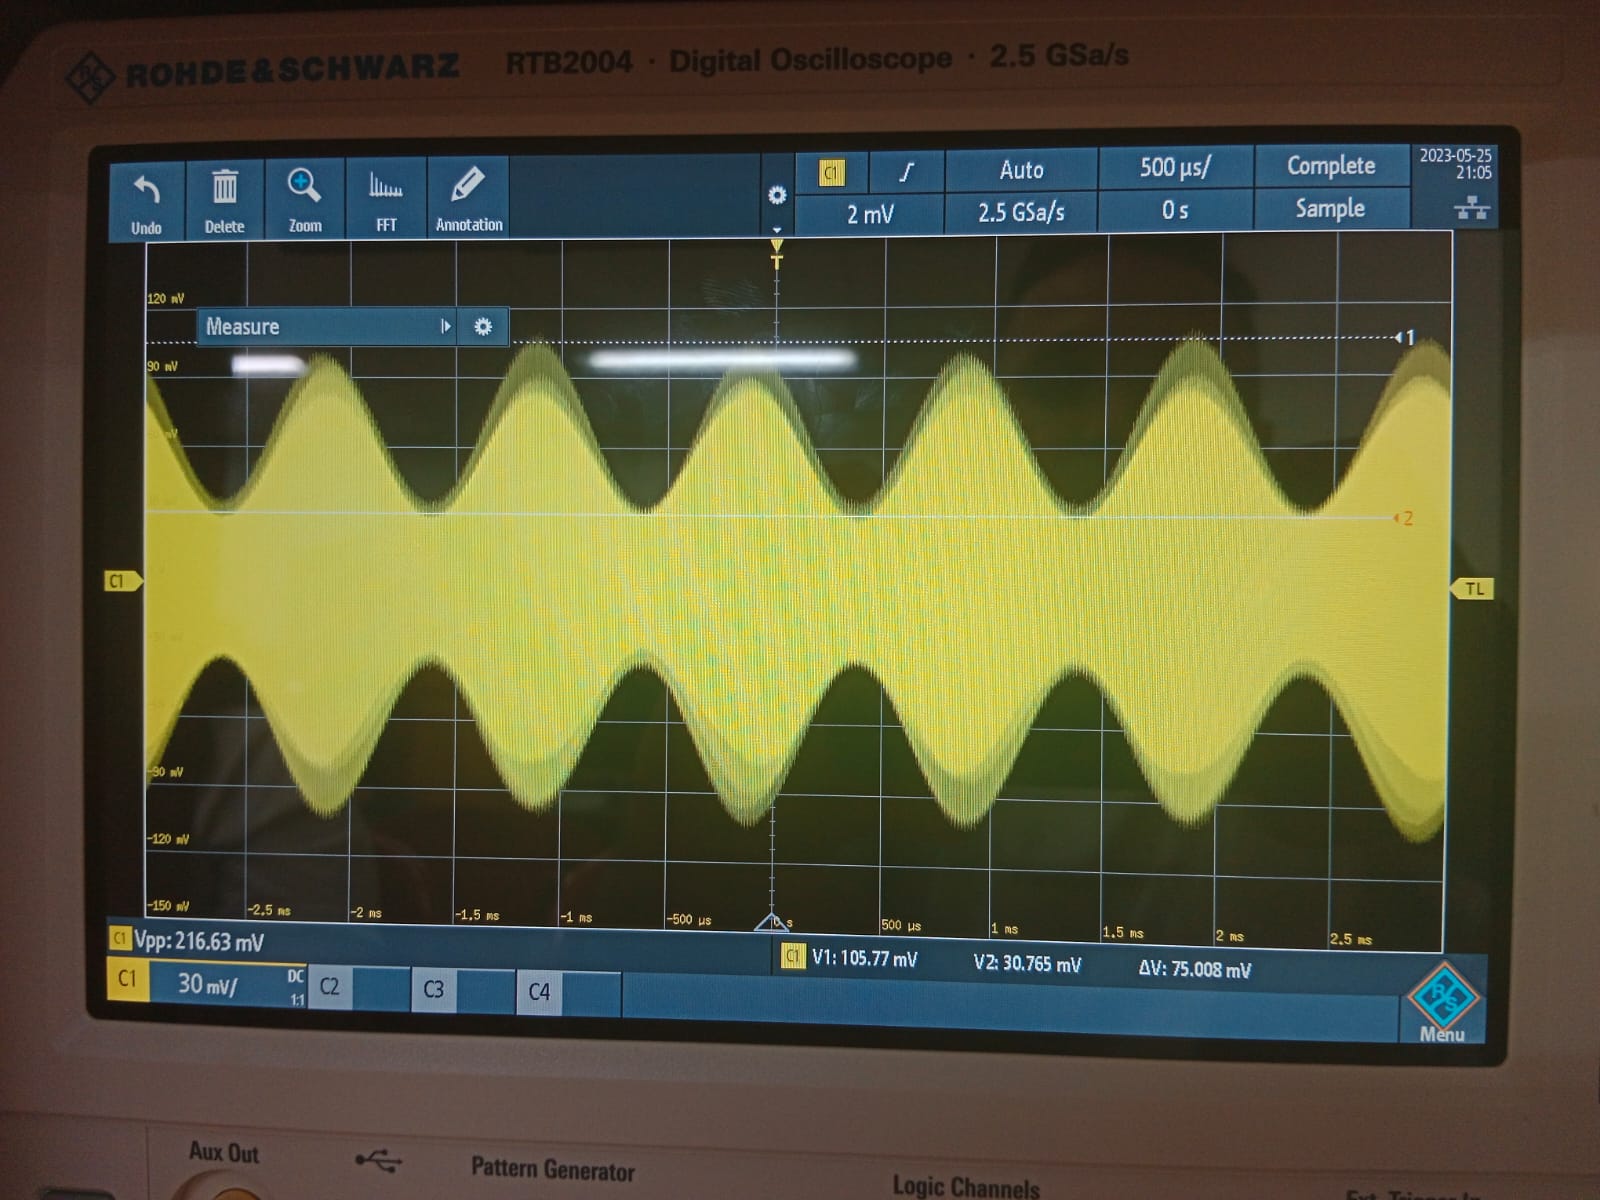 ROHDE&SCHWARZ RTB2004 · Digital Oscilloscope · 2.5 GSa/s
Undo
Delete
Zoom
FFT
Annotation
C1
Auto
500 µs/
Complete
2023-05-25
21:05
2 mV
2.5 GSa/s
0 s
Sample
T
120 mV
Measure
1
90 mV
2
C1
TL
-90 mV
-120 mV
-150 mV
-2.5 ms
-2 ms
-1.5 ms
-1 ms
-500 µs
0 s
500 µs
1 ms
1.5 ms
2 ms
2.5 ms
C1 Vpp: 216.63 mV
C1 V1: 105.77 mV V2: 30.765 mV ΔV: 75.008 mV
C1 30 mV/ DC
1:1
C2
C3
C4
R S
Menu
Aux Out
Pattern Generator
Logic Channels